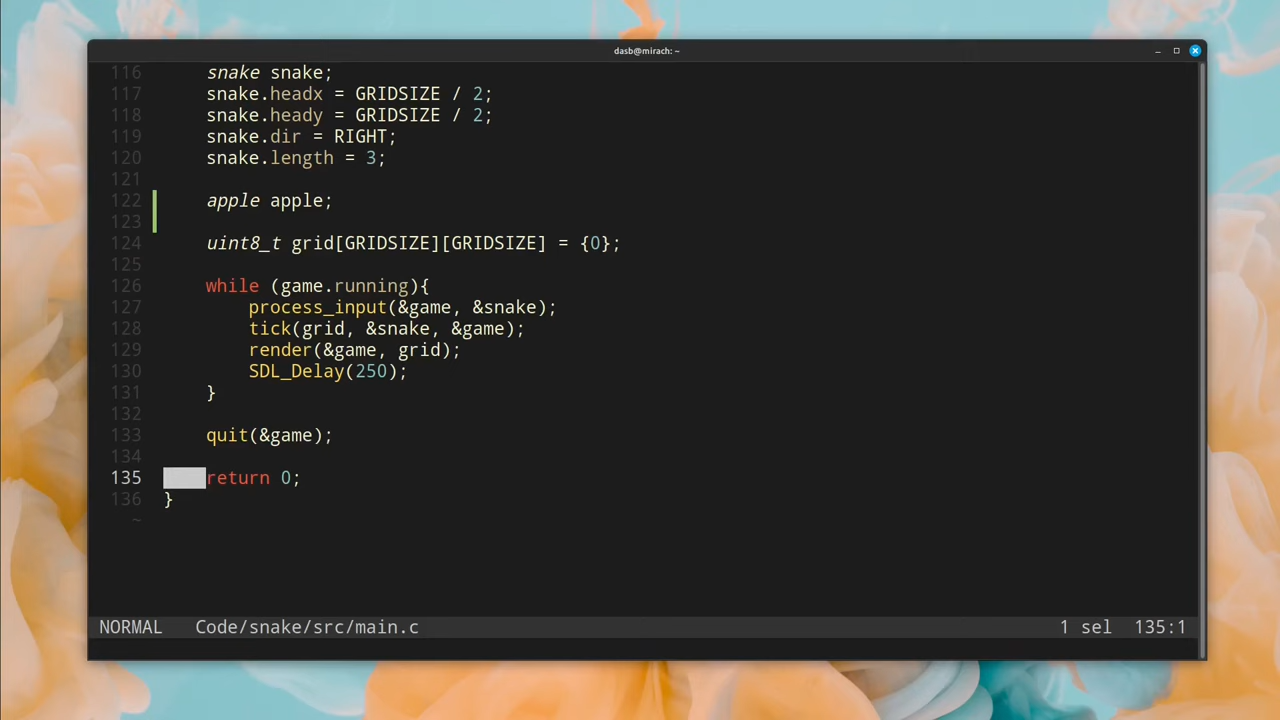 dasb@mirach: ~
116 snake snake;
117 snake.headx = GRIDSIZE / 2;
118 snake.heady = GRIDSIZE / 2;
119 snake.dir = RIGHT;
120 snake.length = 3;
121
122 apple apple;
123
124 uint8_t grid[GRIDSIZE][GRIDSIZE] = {0};
125
126 while (game.running){
127 process_input(&game, &snake);
128 tick(grid, &snake, &game);
129 render(&game, grid);
130 SDL_Delay(250);
131 }
132
133 quit(&game);
134
135 return 0;
136 }
~
NORMAL Code/snake/src/main.c 1 sel 135:1